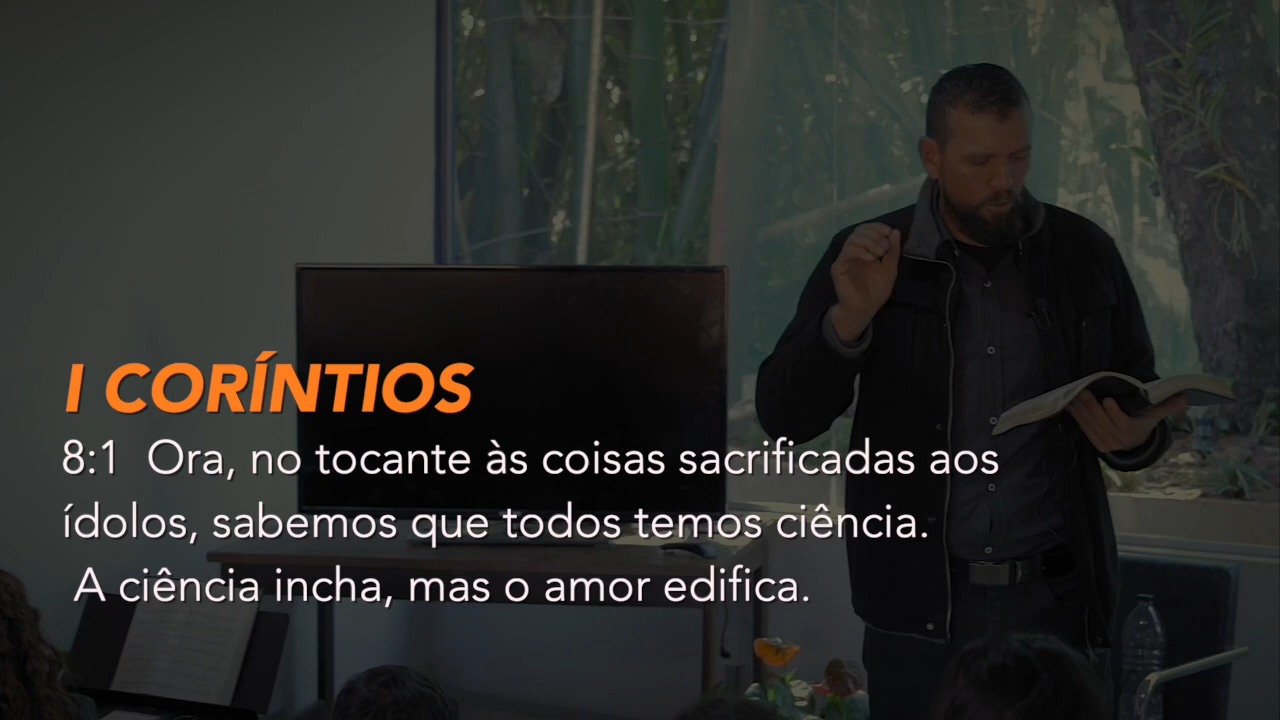 I CORÍNTIOS
8:1 Ora, no tocante às coisas sacrificadas aos
ídolos, sabemos que todos temos ciência.
A ciência incha, mas o amor edifica.